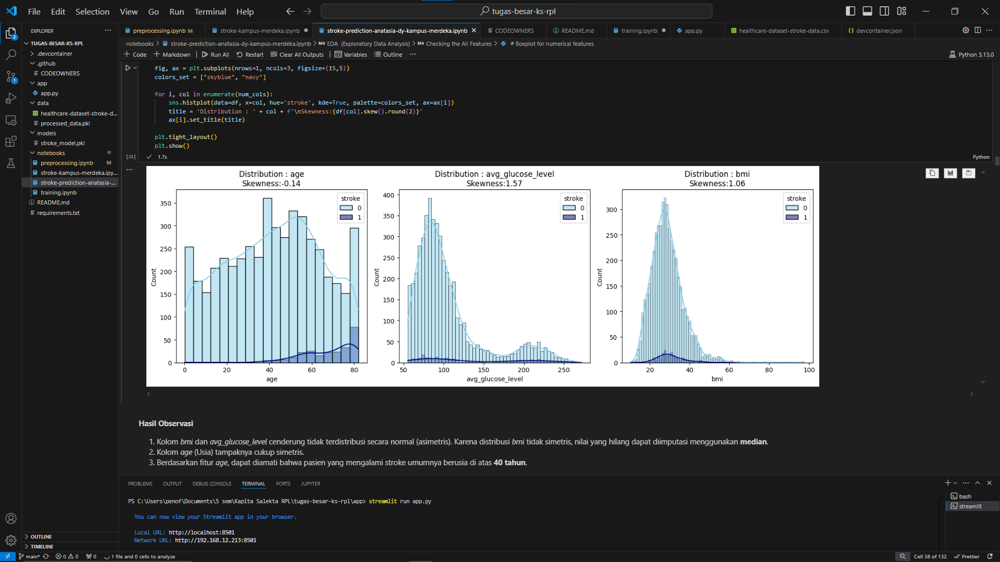 File Edit Selection View Go Run Terminal Help
tugas-besar-ks-rpl
EXPLORER
TUGAS-BESAR-KS-RPL
.devcontainer
.github
CODEOWNERS
app
app.py
data
healthcare-dataset-stroke-d...
processed_data.pkl
models
stroke_model.pkl
notebooks
preprocessing.ipynb M
stroke-kampus-merdeka.ipy...
stroke-prediction-anatasia-...
training.ipynb
README.md
requirements.txt
OUTLINE
TIMELINE
2
1
preprocessing.ipynb M
stroke-kampus-merdeka.ipynb
stroke-prediction-anatasia-dy-kampus-merdeka.ipynb
CODEOWNERS
README.md
training.ipynb
app.py
healthcare-dataset-stroke-data.csv
devcontainer.json
notebooks > stroke-prediction-anatasia-dy-kampus-merdeka.ipynb > M↓ EDA (Exploratory Data Analysis) > M↓ Checking the All Features > # Boxplot for numerical features
+ Code + Markdown | Run All Restart Clear All Outputs | Variables Outline ...
Python 3.13.0
fig, ax = plt.subplots(nrows=1, ncols=3, figsize=(15,5))
colors_set = ["skyblue", "navy"]
for i, col in enumerate(num_cols):
sns.histplot(data=df, x=col, hue='stroke', kde=True, palette=colors_set, ax=ax[i])
title = 'Distribution : ' + col + f'\nSkewness:{df[col].skew().round(2)}'
ax[i].set_title(title)
plt.tight_layout()
plt.show()
[21] 1.7s
Python
Distribution : age
Skewness:-0.14
stroke
0
1
350
300
250
200
150
100
50
0
Count
0 20 40 60 80
age
Distribution : avg_glucose_level
Skewness:1.57
stroke
0
1
400
350
300
250
200
150
100
50
0
Count
50 100 150 200 250
avg_glucose_level
Distribution : bmi
Skewness:1.06
stroke
0
1
300
250
200
150
100
50
0
Count
20 40 60 80 100
bmi
Hasil Observasi
1. Kolom bmi dan avg_glucose_level cenderung tidak terdistribusi secara normal (asimetris). Karena distribusi bmi tidak simetris, nilai yang hilang dapat diimputasi menggunakan median.
2. Kolom age (Usia) tampaknya cukup simetris.
3. Berdasarkan fitur age, dapat diamati bahwa pasien yang mengalami stroke umumnya berusia di atas 40 tahun.
PROBLEMS OUTPUT DEBUG CONSOLE TERMINAL PORTS JUPYTER
PS C:\Users\penof\Documents\5 sem\Kapita Salekta RPL\tugas-besar-ks-rpl\app> streamlit run app.py
You can now view your Streamlit app in your browser.
Local URL: http://localhost:8501
Network URL: http://192.168.12.213:8501
bash
streamlit
main* 0 0 0 1 file and 0 cells to analyze
Cell 38 of 132 Prettier